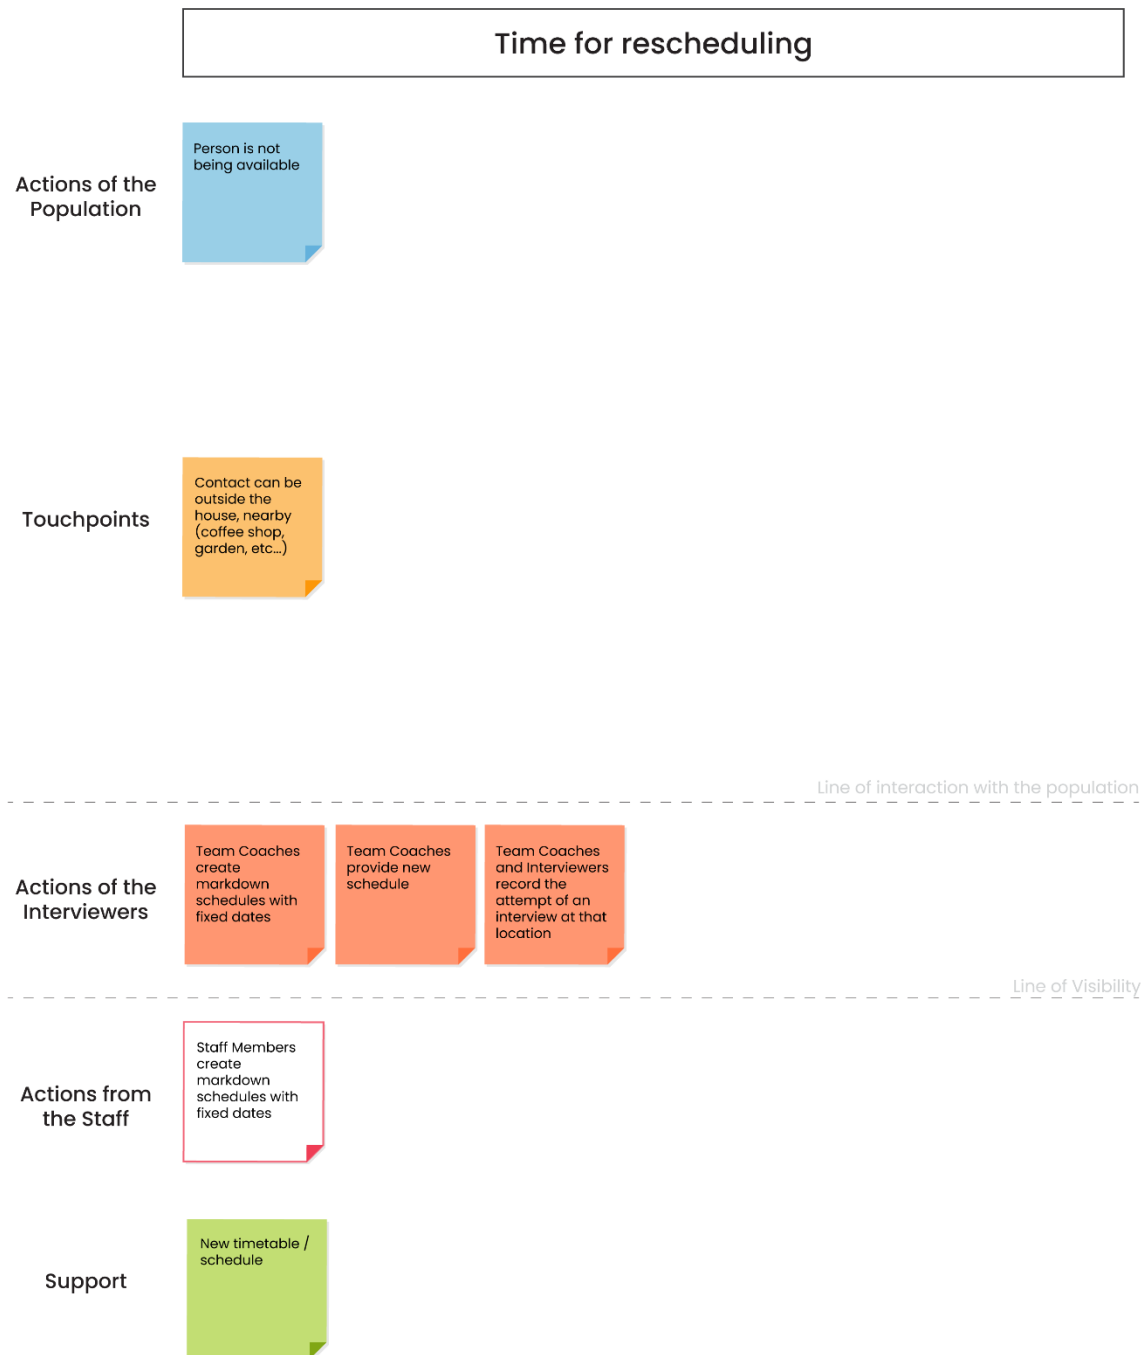 Time for rescheduling
Actions of the
Population
Person is not
being available
Touchpoints
Contact can be
outside the
house, nearby
(coffee shop,
garden, etc...)
Line of interaction with the population
Actions of the
Interviewers
Team Coaches
create
markdown
schedules with
fixed dates
Team Coaches
provide new
schedule
Team Coaches
and Interviewers
record the
attempt of an
interview at that
location
Line of Visibility
Actions from
the Staff
Staff Members
create
markdown
schedules with
fixed dates
Support
New timetable /
schedule